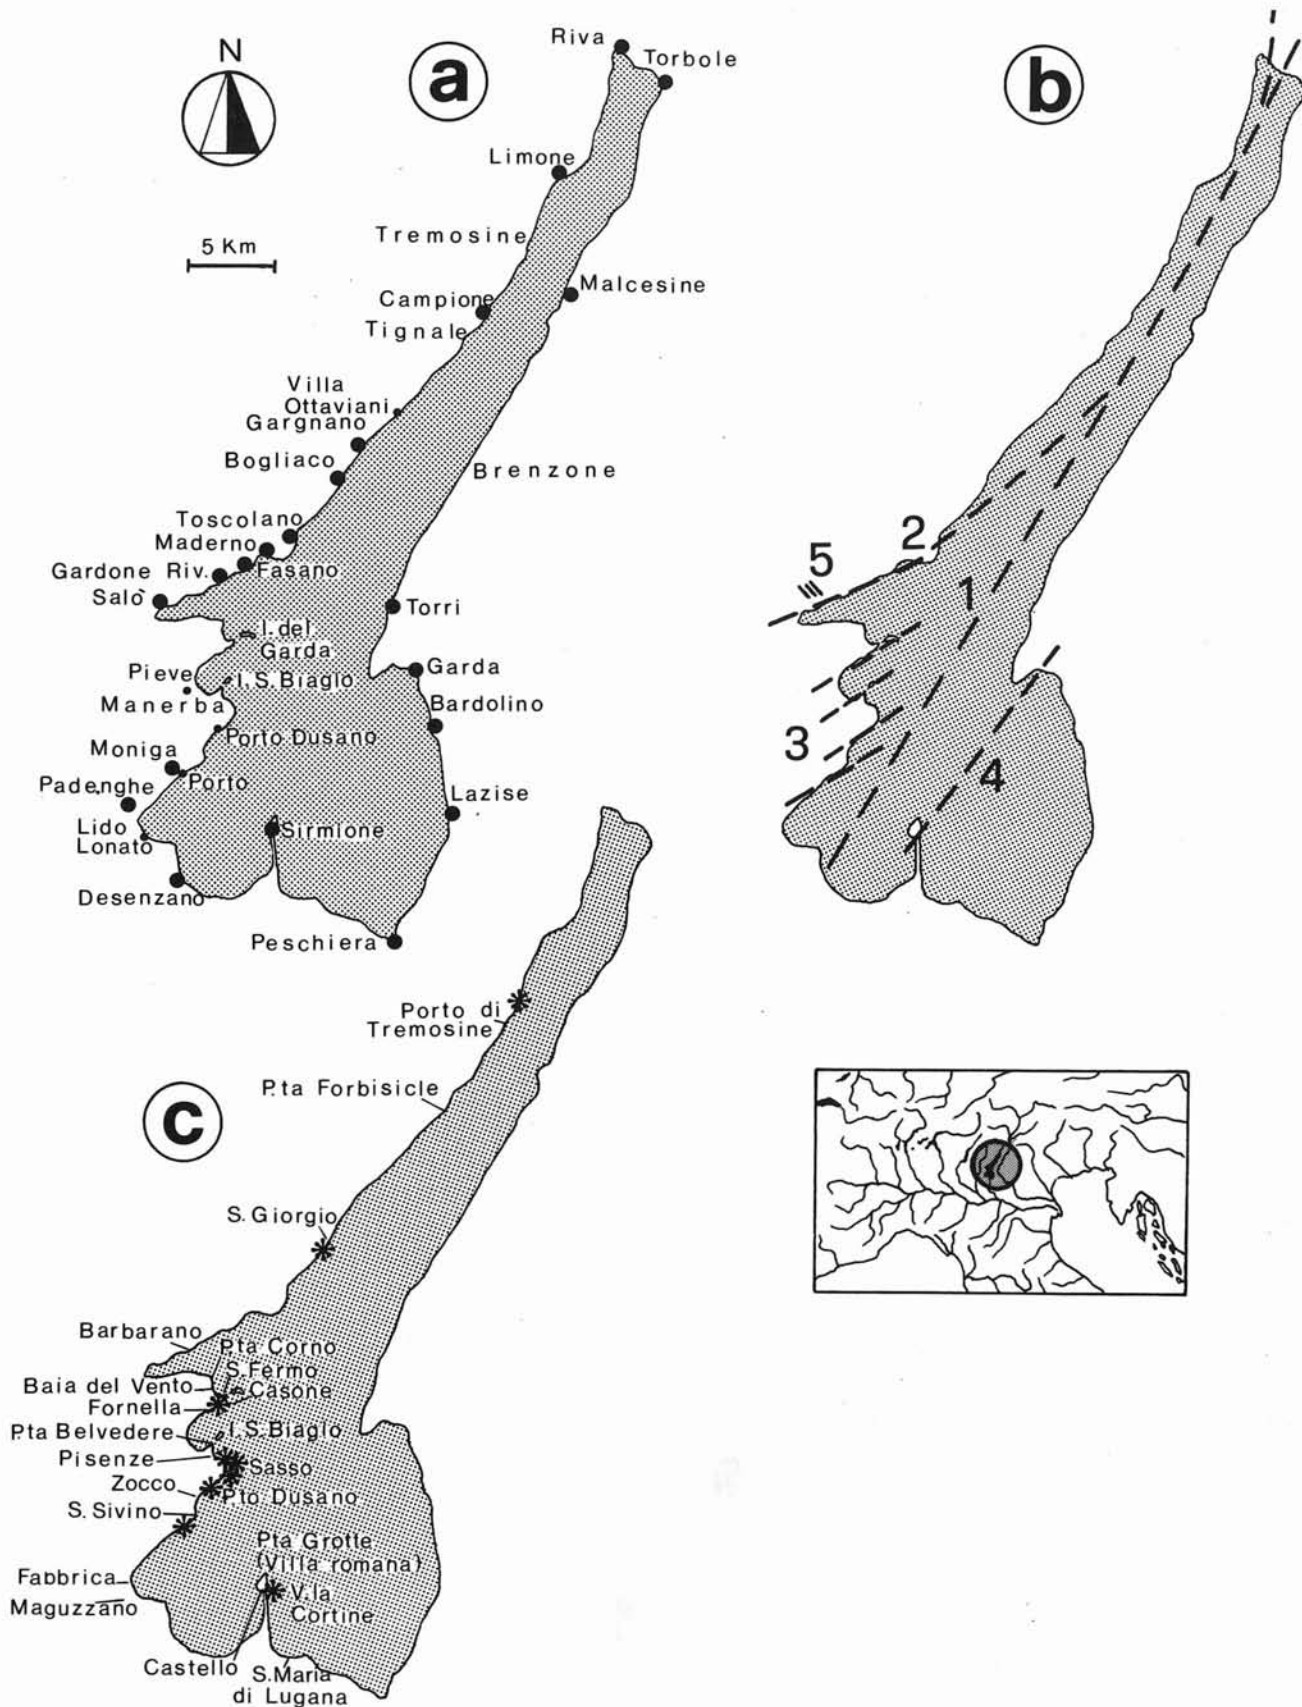 N
a
Riva
Torbole
Limone
Tremosine
5 Km
Malcesine
Campione
Tignale
Villa
Ottaviani
Gargnano
Bogliaco
Brenzone
Toscolano
Maderno
Fasano
Gardone Riv.
Salò
Torri
I. del
Garda
Garda
Pieve
I. S. Biagio
Manerba
Bardolino
Porto Dusano
Moniga
Porto
Padenghe
Lazise
Lido
Lonato
Sirmione
Desenzano
Peschiera
b
5
2
1
3
4
c
Porto di
Tremosine
P.ta Forbisicle
S. Giorgio
Barbarano
P.ta Corno
S. Fermo
Baia del Vento
Casone
Fornella
P.ta Belvedere
I. S. Biagio
Pisenze
Sasso
Zocco
P.to Dusano
S. Sivino
P.ta Grotte
(Villa romana)
Fabbrica
Maguzzano
V.la
Cortine
Castello
S. Maria
di Lugana